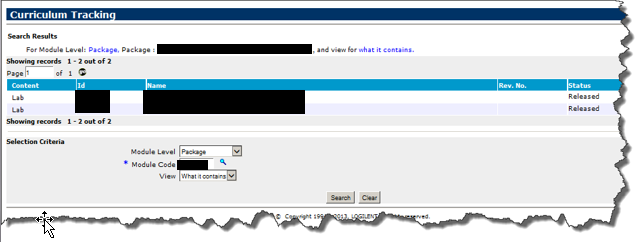 Curriculum Tracking
Search Results
For Module Level: Package, Package : , and view for what it contains.
Showing records 1 - 2 out of 2
Page 1 of 1
Content Id Name Rev. No. Status
Lab Released
Lab Released
Showing records 1 - 2 out of 2
Selection Criteria
Module Level Package
* Module Code
View What it contains
Search Clear
© Copyright LOGILENT reserved.